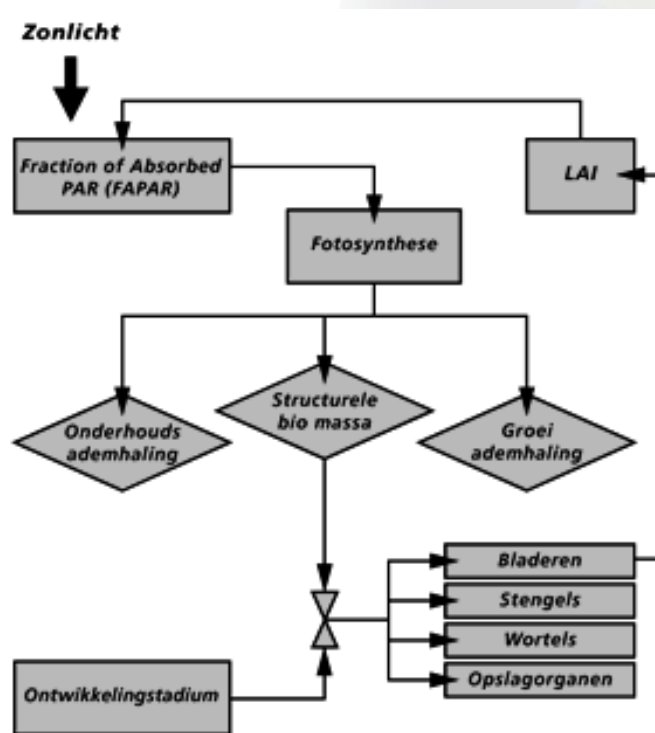 Zonlicht
Fraction of Absorbed
PAR (FAPAR)
LAI
Fotosynthese
Onderhouds
ademhaling
Structurele
bio massa
Groei
ademhaling
Bladeren
Stengels
Wortels
Opslagorganen
Ontwikkelingstadium